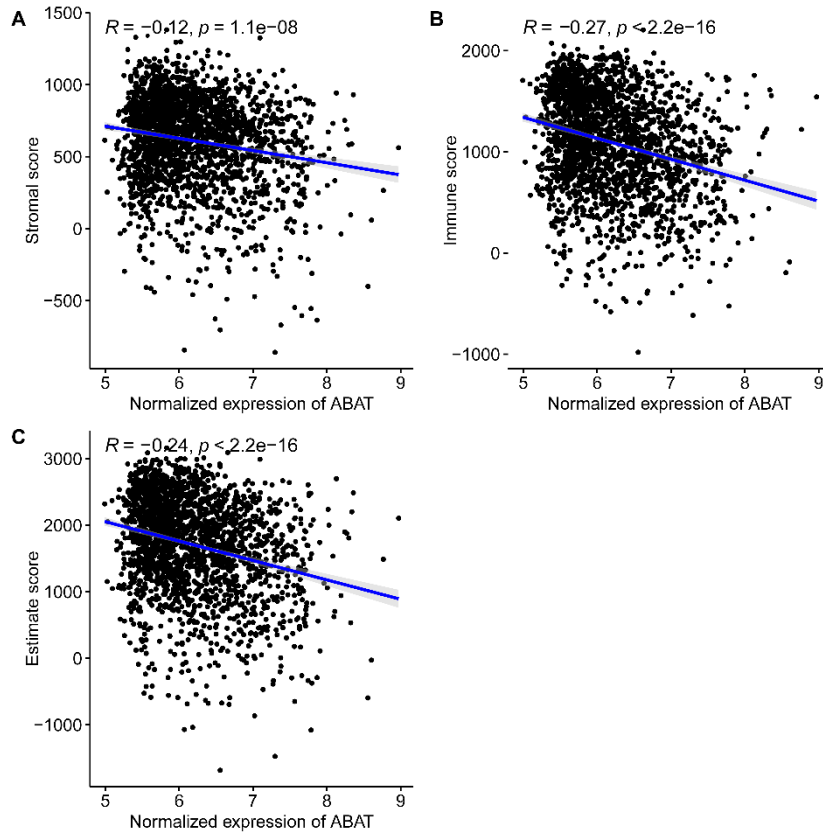 A
R = −0.12, p = 1.1e−08
1500
1000
500
0
−500
Stromal score
5 6 7 8 9
Normalized expression of ABAT
B
R = −0.27, p < 2.2e−16
2000
1000
0
−1000
Immune score
5 6 7 8 9
Normalized expression of ABAT
C
R = −0.24, p < 2.2e−16
3000
2000
1000
0
−1000
Estimate score
5 6 7 8 9
Normalized expression of ABAT